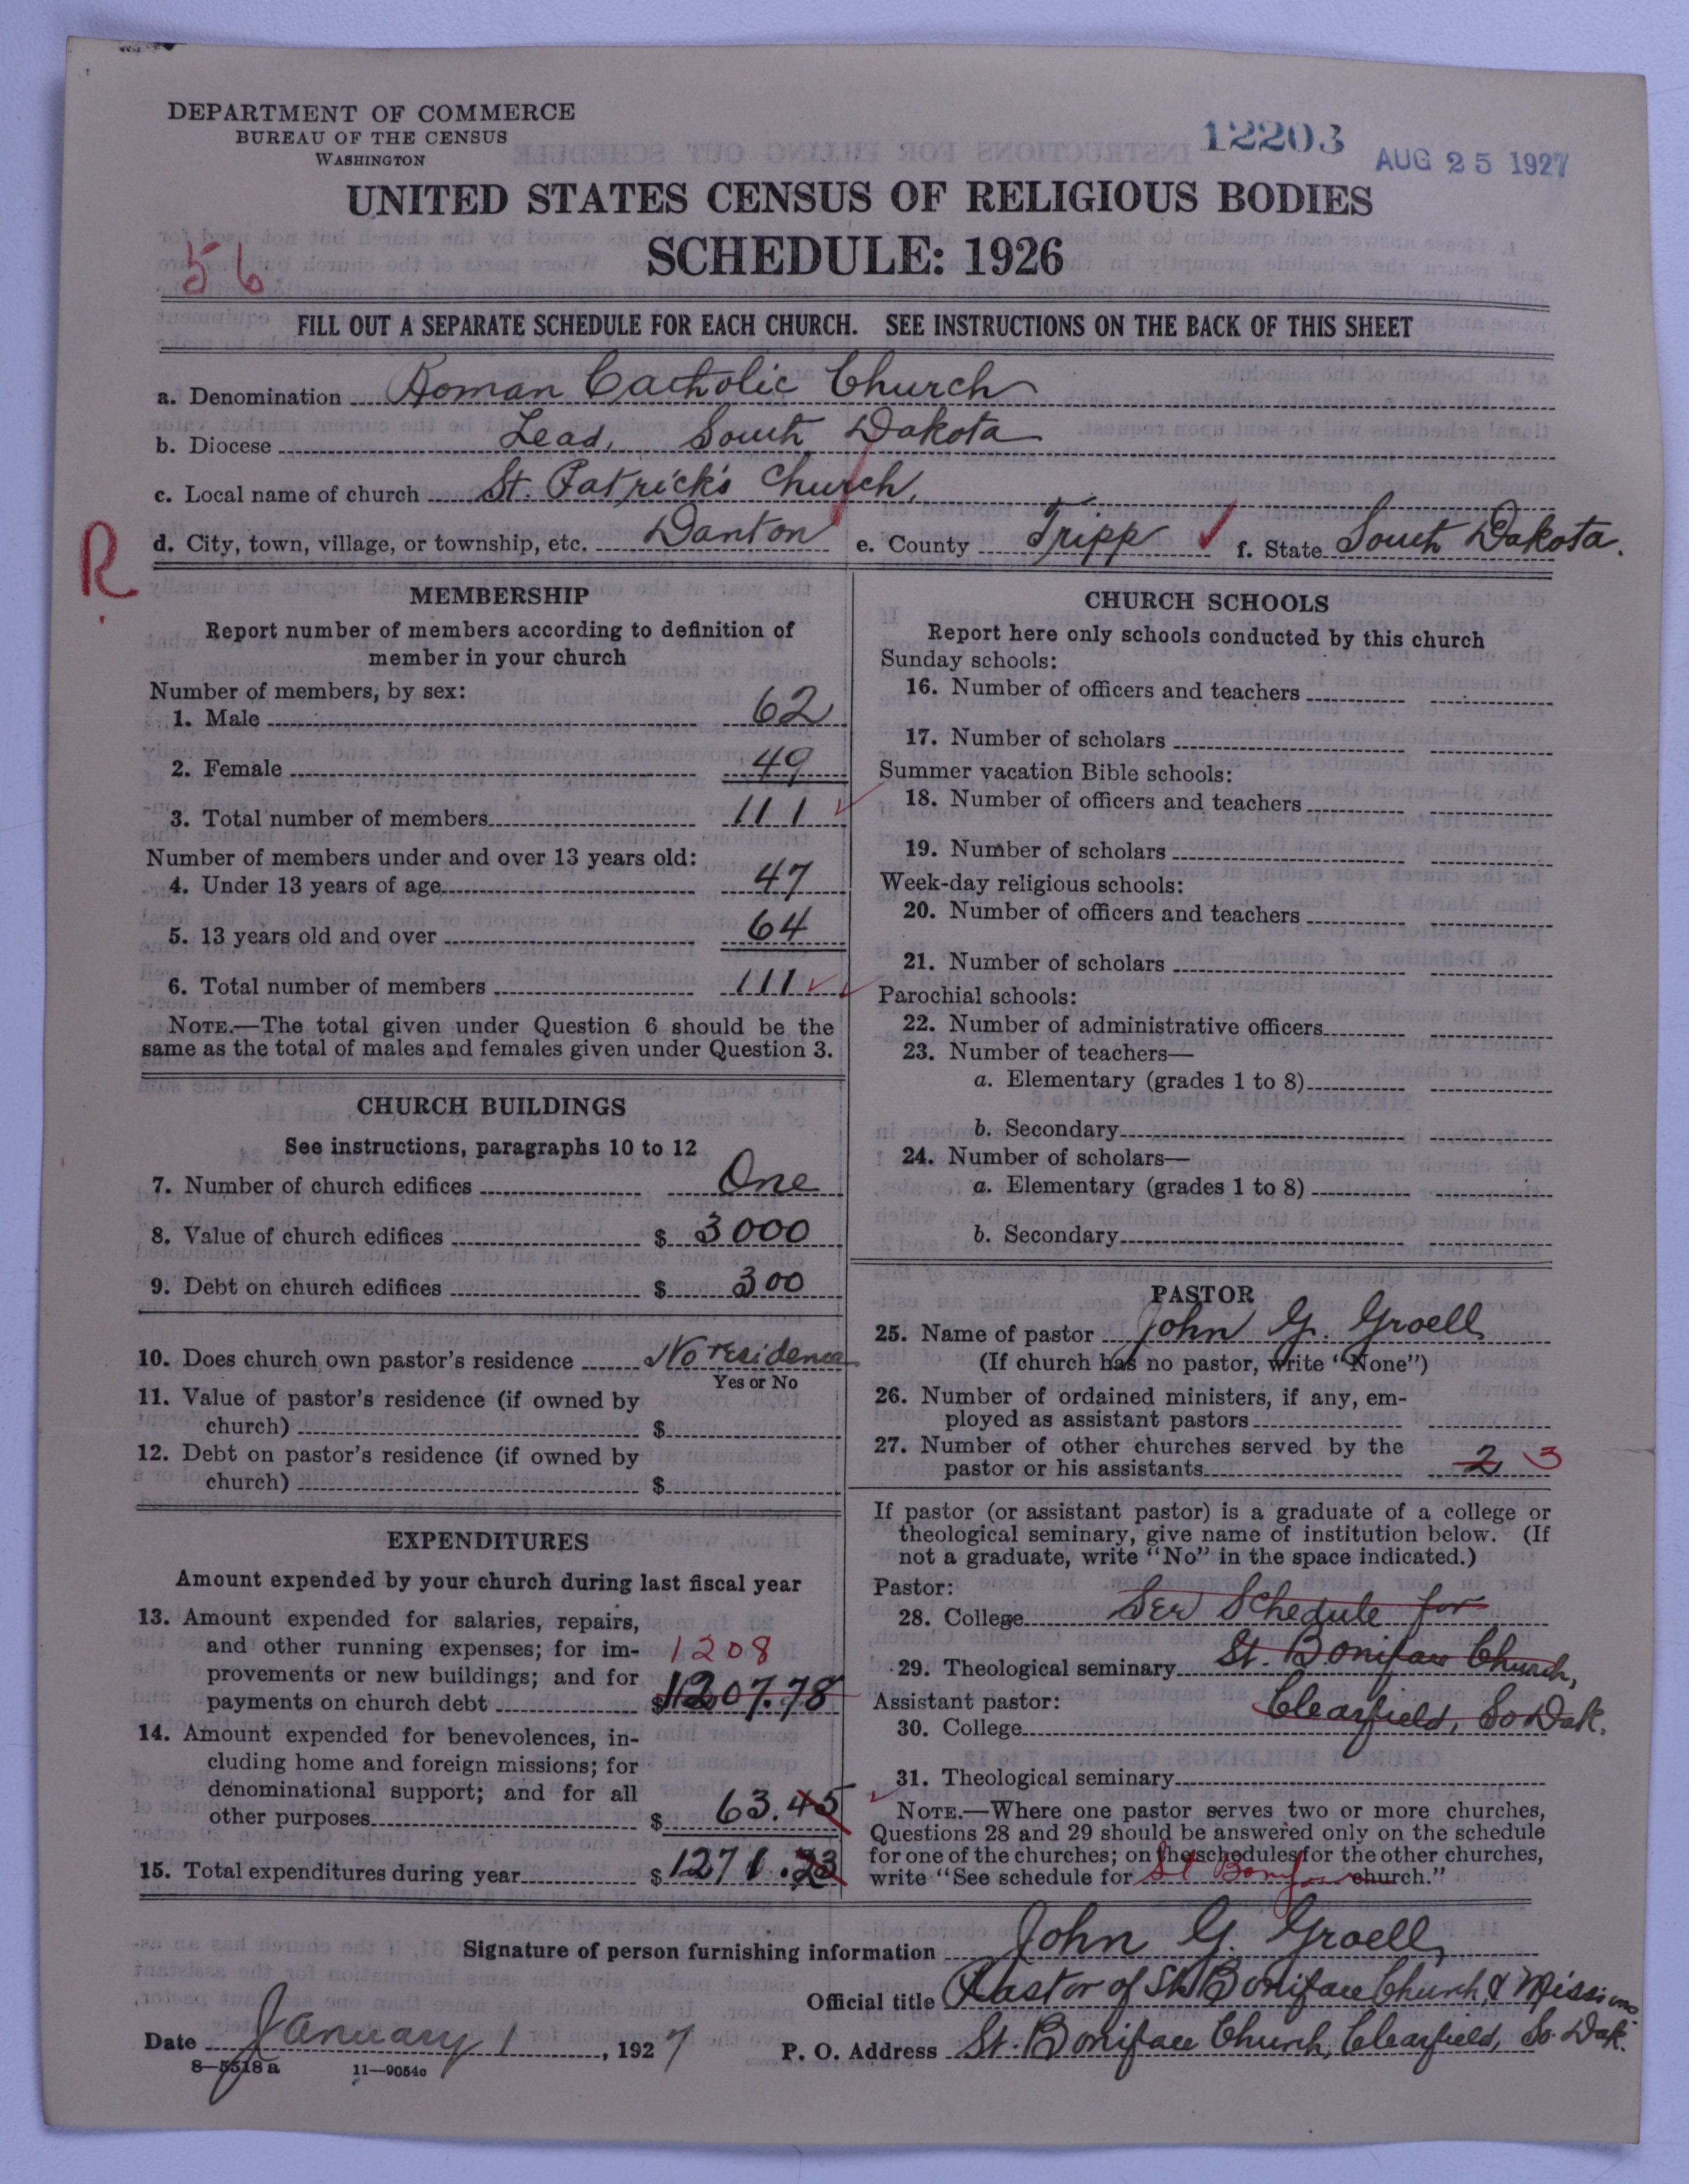 DEPARTMENT OF COMMERCE
BUREAU OF THE CENSUS
WASHINGTON
12203
AUG 25 1927
UNITED STATES CENSUS OF RELIGIOUS BODIES
SCHEDULE: 1926
56
FILL OUT A SEPARATE SCHEDULE FOR EACH CHURCH. SEE INSTRUCTIONS ON THE BACK OF THIS SHEET
a. Denomination Roman Catholic Church
b. Diocese Lead, South Dakota
c. Local name of church St. Patrick's Church,
R
d. City, town, village, or township, etc. Danton e. County Tripp f. State South Dakota.
MEMBERSHIP
Report number of members according to definition of
member in your church
Number of members, by sex:
1. Male 62
2. Female 49
3. Total number of members 111
Number of members under and over 13 years old:
4. Under 13 years of age 47
5. 13 years old and over 64
6. Total number of members 111
NOTE.—The total given under Question 6 should be the
same as the total of males and females given under Question 3.
CHURCH BUILDINGS
See instructions, paragraphs 10 to 12
7. Number of church edifices One
8. Value of church edifices $ 3000
9. Debt on church edifices $ 300
10. Does church own pastor's residence No residence
Yes or No
11. Value of pastor's residence (if owned by
church) $
12. Debt on pastor's residence (if owned by
church) $
EXPENDITURES
Amount expended by your church during last fiscal year
13. Amount expended for salaries, repairs,
and other running expenses; for im-
provements or new buildings; and for 1208
payments on church debt $ 1207.78
14. Amount expended for benevolences, in-
cluding home and foreign missions; for
denominational support; and for all
other purposes $ 63.45
15. Total expenditures during year $ 1271.23
CHURCH SCHOOLS
Report here only schools conducted by this church
Sunday schools:
16. Number of officers and teachers
17. Number of scholars
Summer vacation Bible schools:
18. Number of officers and teachers
19. Number of scholars
Week-day religious schools:
20. Number of officers and teachers
21. Number of scholars
Parochial schools:
22. Number of administrative officers
23. Number of teachers—
a. Elementary (grades 1 to 8)
b. Secondary
24. Number of scholars—
a. Elementary (grades 1 to 8)
b. Secondary
PASTOR
25. Name of pastor John G. Groell
(If church has no pastor, write "None")
26. Number of ordained ministers, if any, em-
ployed as assistant pastors
27. Number of other churches served by the
pastor or his assistants 2 3
If pastor (or assistant pastor) is a graduate of a college or
theological seminary, give name of institution below. (If
not a graduate, write "No" in the space indicated.)
Pastor:
28. College See Schedule for
29. Theological seminary St. Boniface Church,
Assistant pastor: Clearfield, So Dak.
30. College
31. Theological seminary
NOTE.—Where one pastor serves two or more churches,
Questions 28 and 29 should be answered only on the schedule
for one of the churches; on the schedules for the other churches,
write "See schedule for St Boniface church."
Signature of person furnishing information John G. Groell,
Official title Pastor of St. Boniface Church & Missions
Date January 1, 1927 P. O. Address St. Boniface Church, Clearfield, So. Dak.
8—5518 a 11—9054c